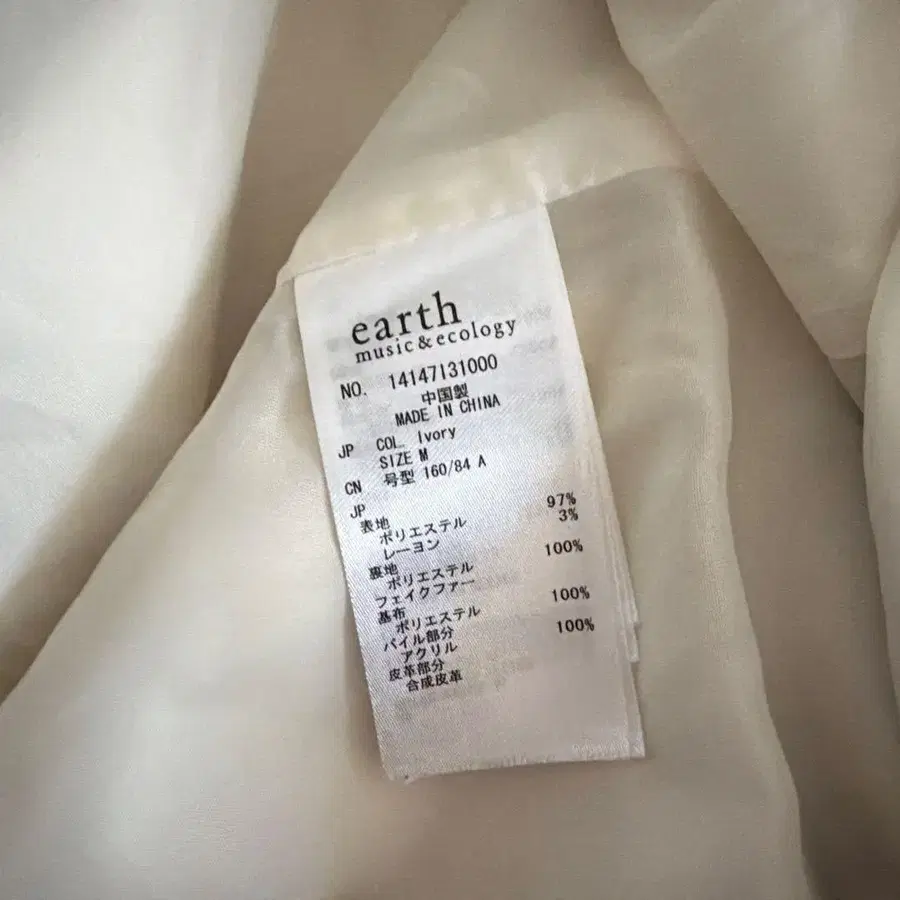 earth
music&ecology
NO. 14147131000
中国製
MADE IN CHINA
JP COL. Ivory
SIZE M
CN 号型 160/84 A
JP
表地
ポリエステル 97%
レーヨン 3%
裏地
ポリエステル 100%
フェイクファー
基布
ポリエステル 100%
パイル部分
アクリル 100%
皮革部分
合成皮革